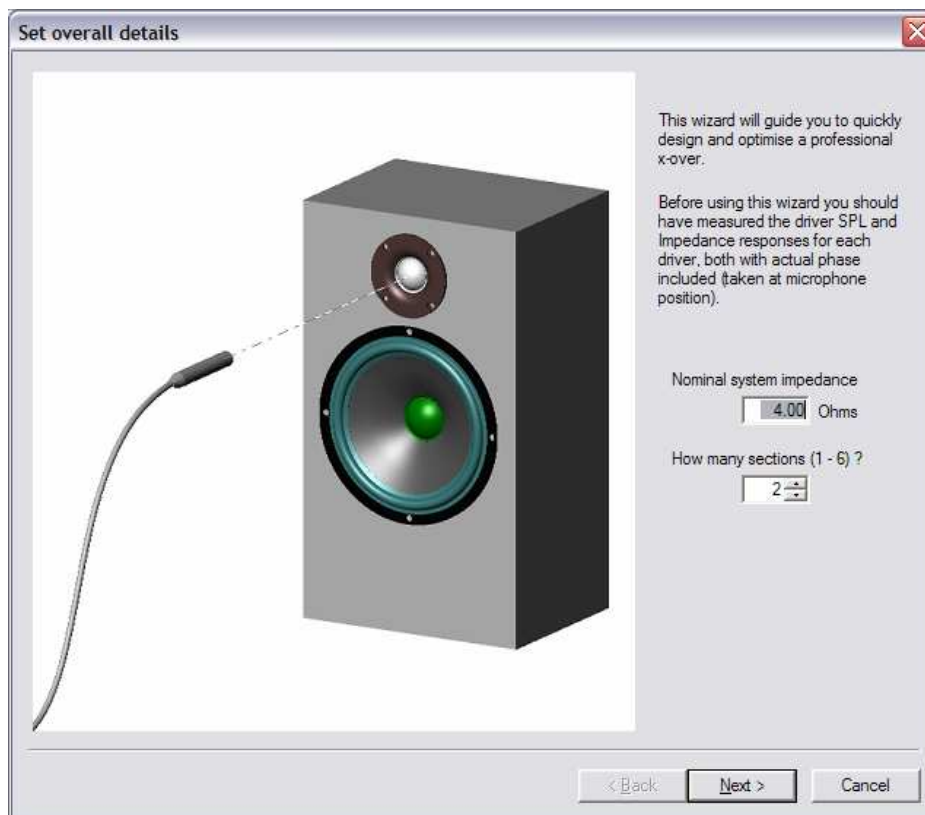 Set overall details
This wizard will guide you to quickly
design and optimise a professional
x-over.
Before using this wizard you should
have measured the driver SPL and
Impedance responses for each
driver, both with actual phase
included (taken at microphone
position).
Nominal system impedance
4.00 Ohms
How many sections (1 - 6) ?
2
< Back Next > Cancel